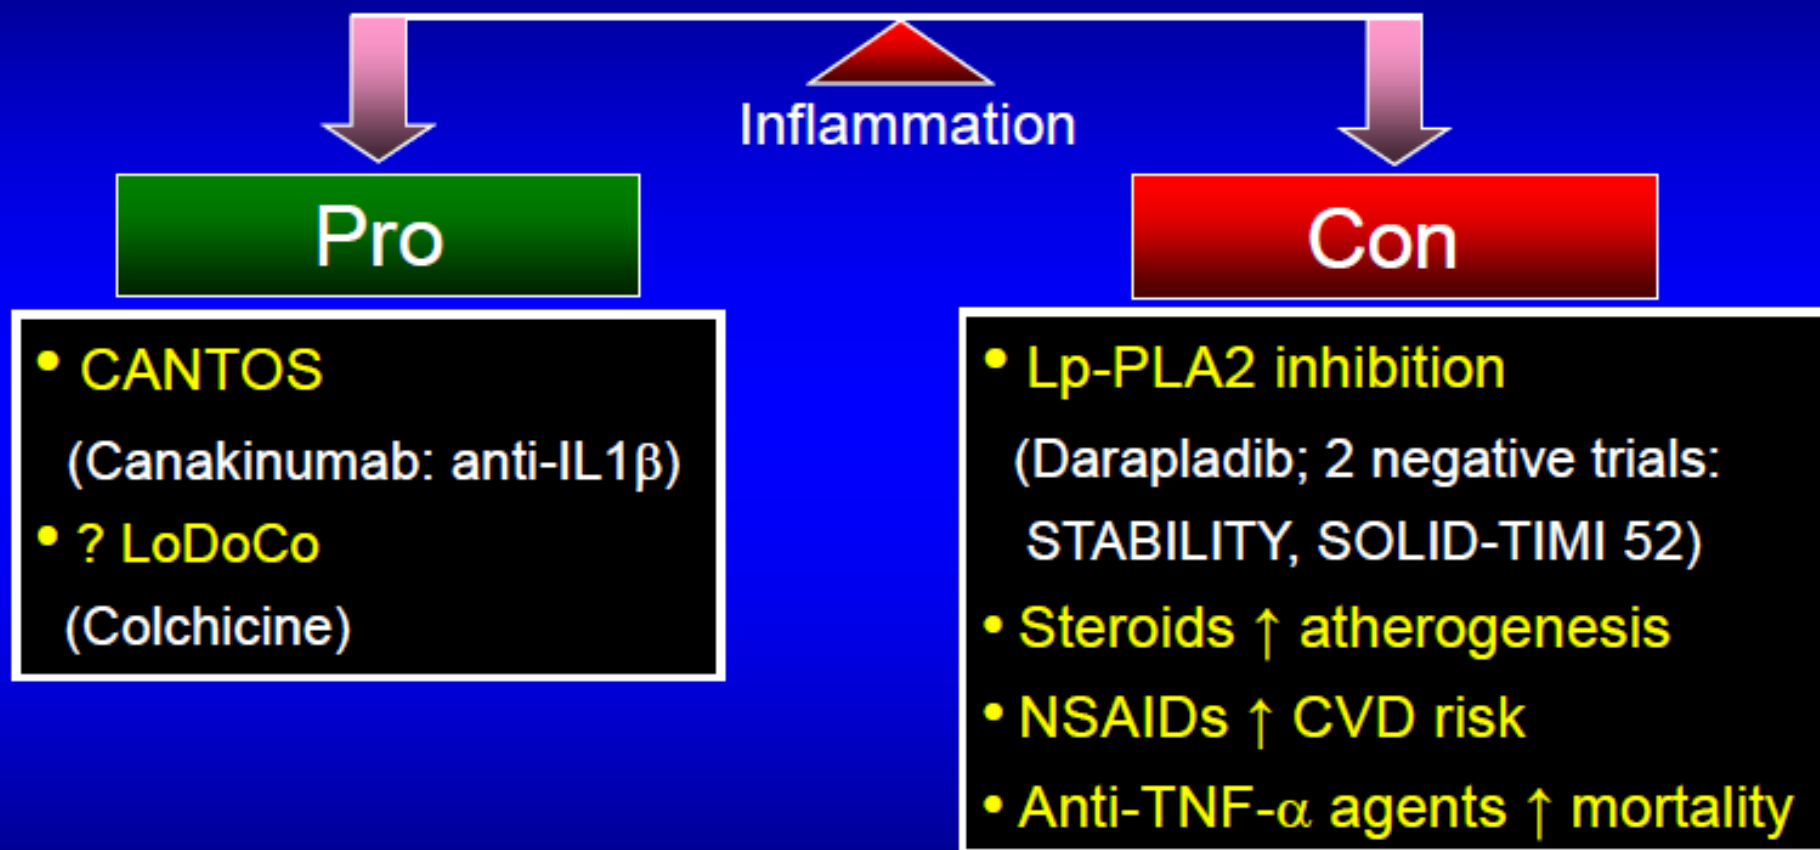 Inflammation
Pro
Con
• CANTOS
(Canakinumab: anti-IL1β)
• ? LoDoCo
(Colchicine)
• Lp-PLA2 inhibition
(Darapladib; 2 negative trials:
STABILITY, SOLID-TIMI 52)
• Steroids ↑ atherogenesis
• NSAIDs ↑ CVD risk
• Anti-TNF-α agents ↑ mortality